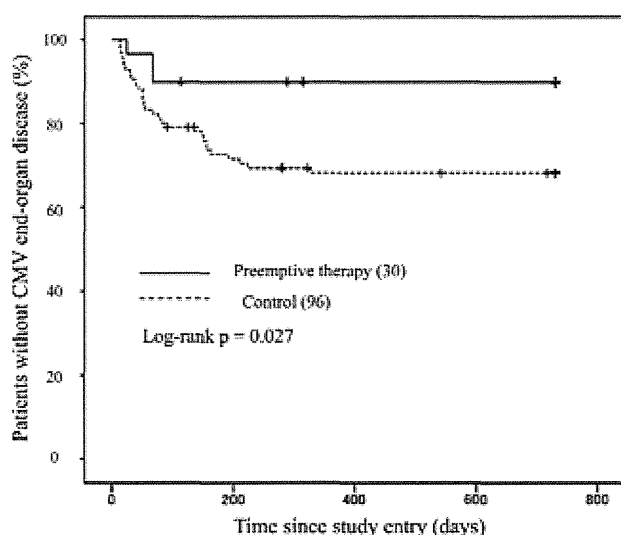 Patients without CMV end-organ disease (%)
100
80
60
40
20
0
Preemptive therapy (30)
Control (96)
Log-rank p = 0.027
0 200 400 600 800
Time since study entry (days)